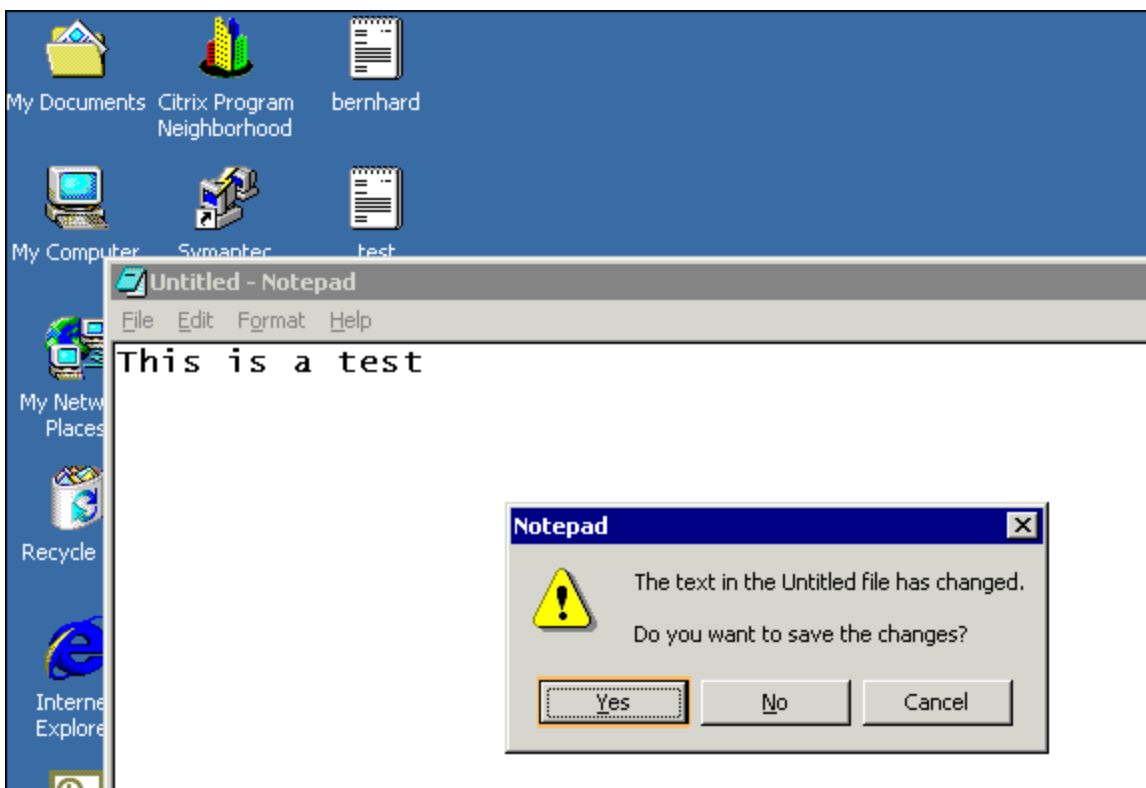 My Documents
Citrix Program
Neighborhood
bernhard
My Computer
Symantec
test
Untitled - Notepad
File Edit Format Help
This is a test
My Netw
Places
Recycle
Interne
Explore
Notepad
The text in the Untitled file has changed.
Do you want to save the changes?
Yes No Cancel